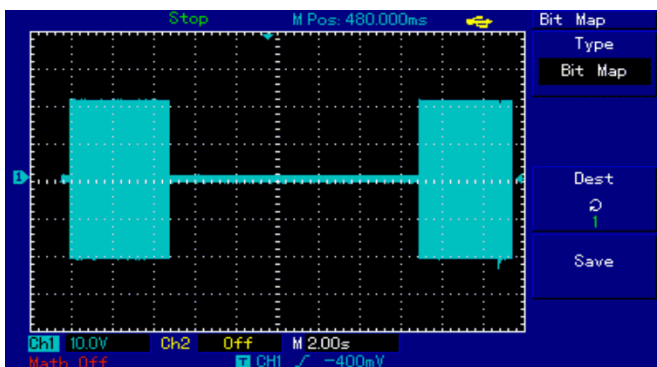 Stop M Pos: 480.000ms Bit Map
Type
Bit Map
1 Dest
1
Save
Ch1 10.0V Ch2 Off M 2.00s
Math Off T CH1 / -400mV